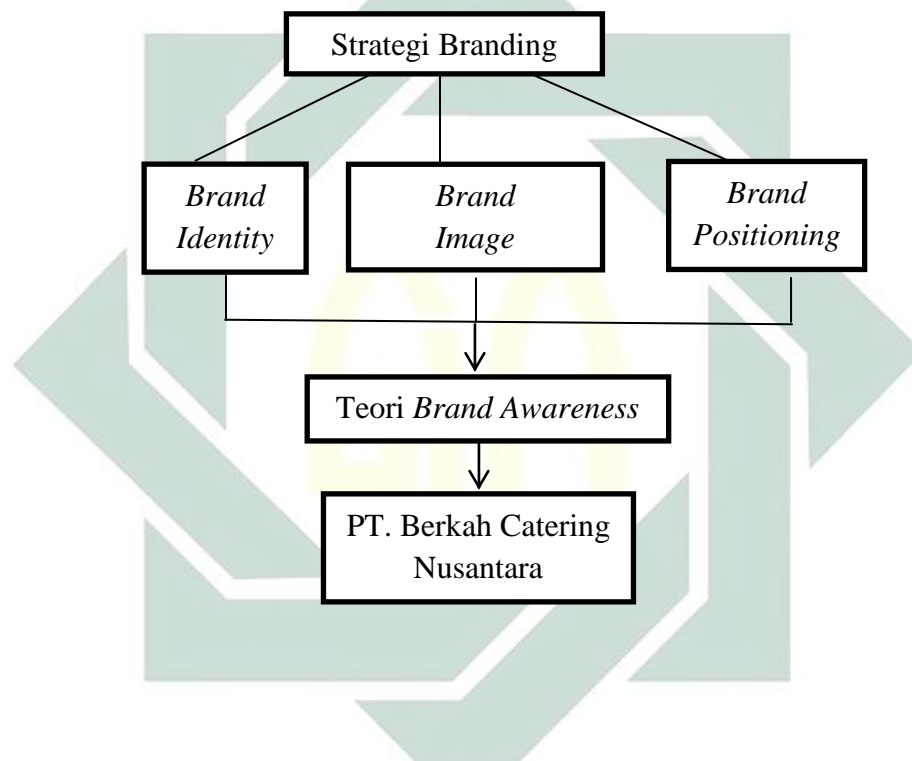 Strategi Branding
Brand
Identity
Brand
Image
Brand
Positioning
Teori Brand Awareness
PT. Berkah Catering
Nusantara